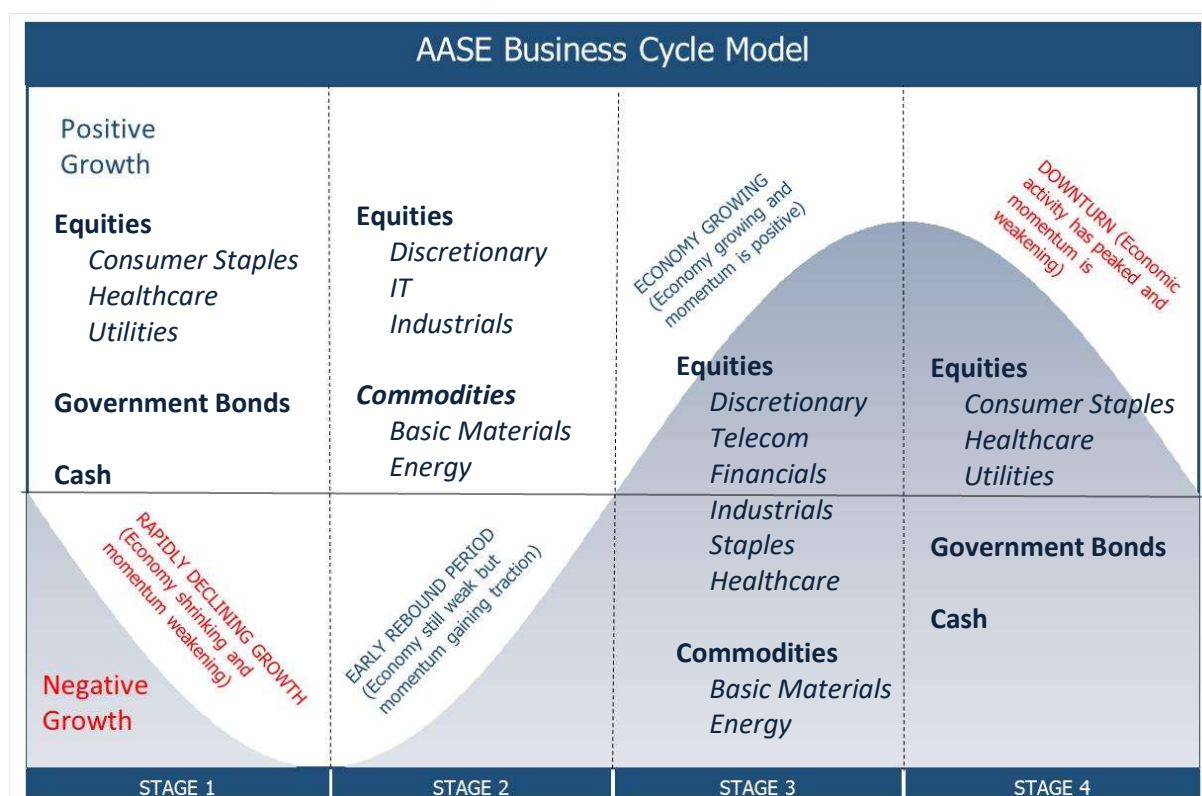 AASE Business Cycle Model
Positive
Growth
Equities
Consumer Staples
Healthcare
Utilities
Government Bonds
Cash
RAPIDLY DECLINING GROWTH
(Economy shrinking and
momentum weakening)
Negative
Growth
STAGE 1
Equities
Discretionary
IT
Industrials
Commodities
Basic Materials
Energy
EARLY REBOUND PERIOD
(Economy still weak but
momentum gaining traction)
STAGE 2
ECONOMY GROWING
(Economy growing and
momentum is positive)
Equities
Discretionary
Telecom
Financials
Industrials
Staples
Healthcare
Commodities
Basic Materials
Energy
STAGE 3
DOWNTURN (Economic
activity has peaked and
momentum is
weakening)
Equities
Consumer Staples
Healthcare
Utilities
Government Bonds
Cash
STAGE 4